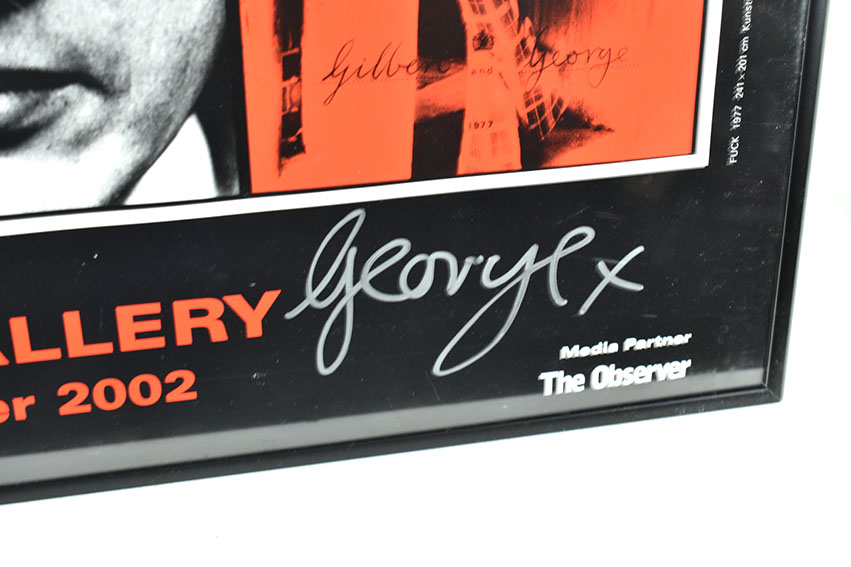 Gilbert and George
1977
FUCK 1977 241 × 201 cm Kunst
George x
ALLERY
er 2002
Media Partner
The Observer